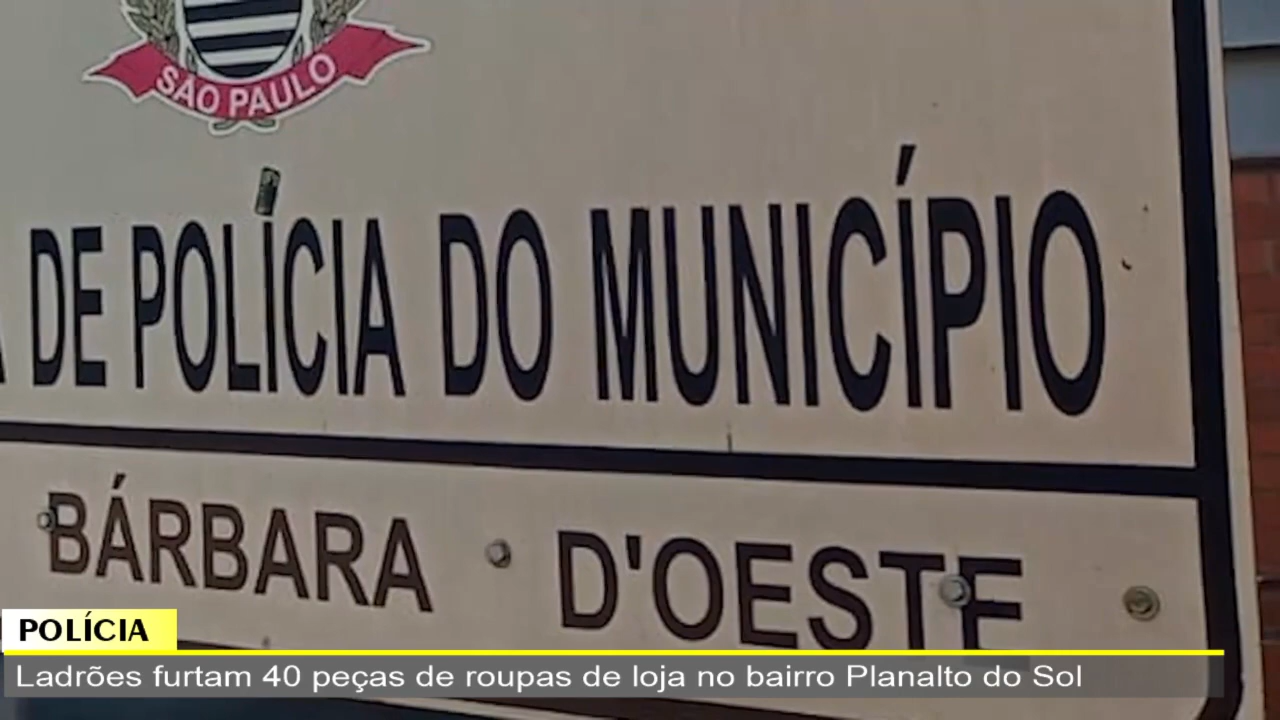 SÃO PAULO
DE POLÍCIA DO MUNICÍPIO
BÁRBARA D'OESTE
POLÍCIA
Ladrões furtam 40 peças de roupas de loja no bairro Planalto do Sol